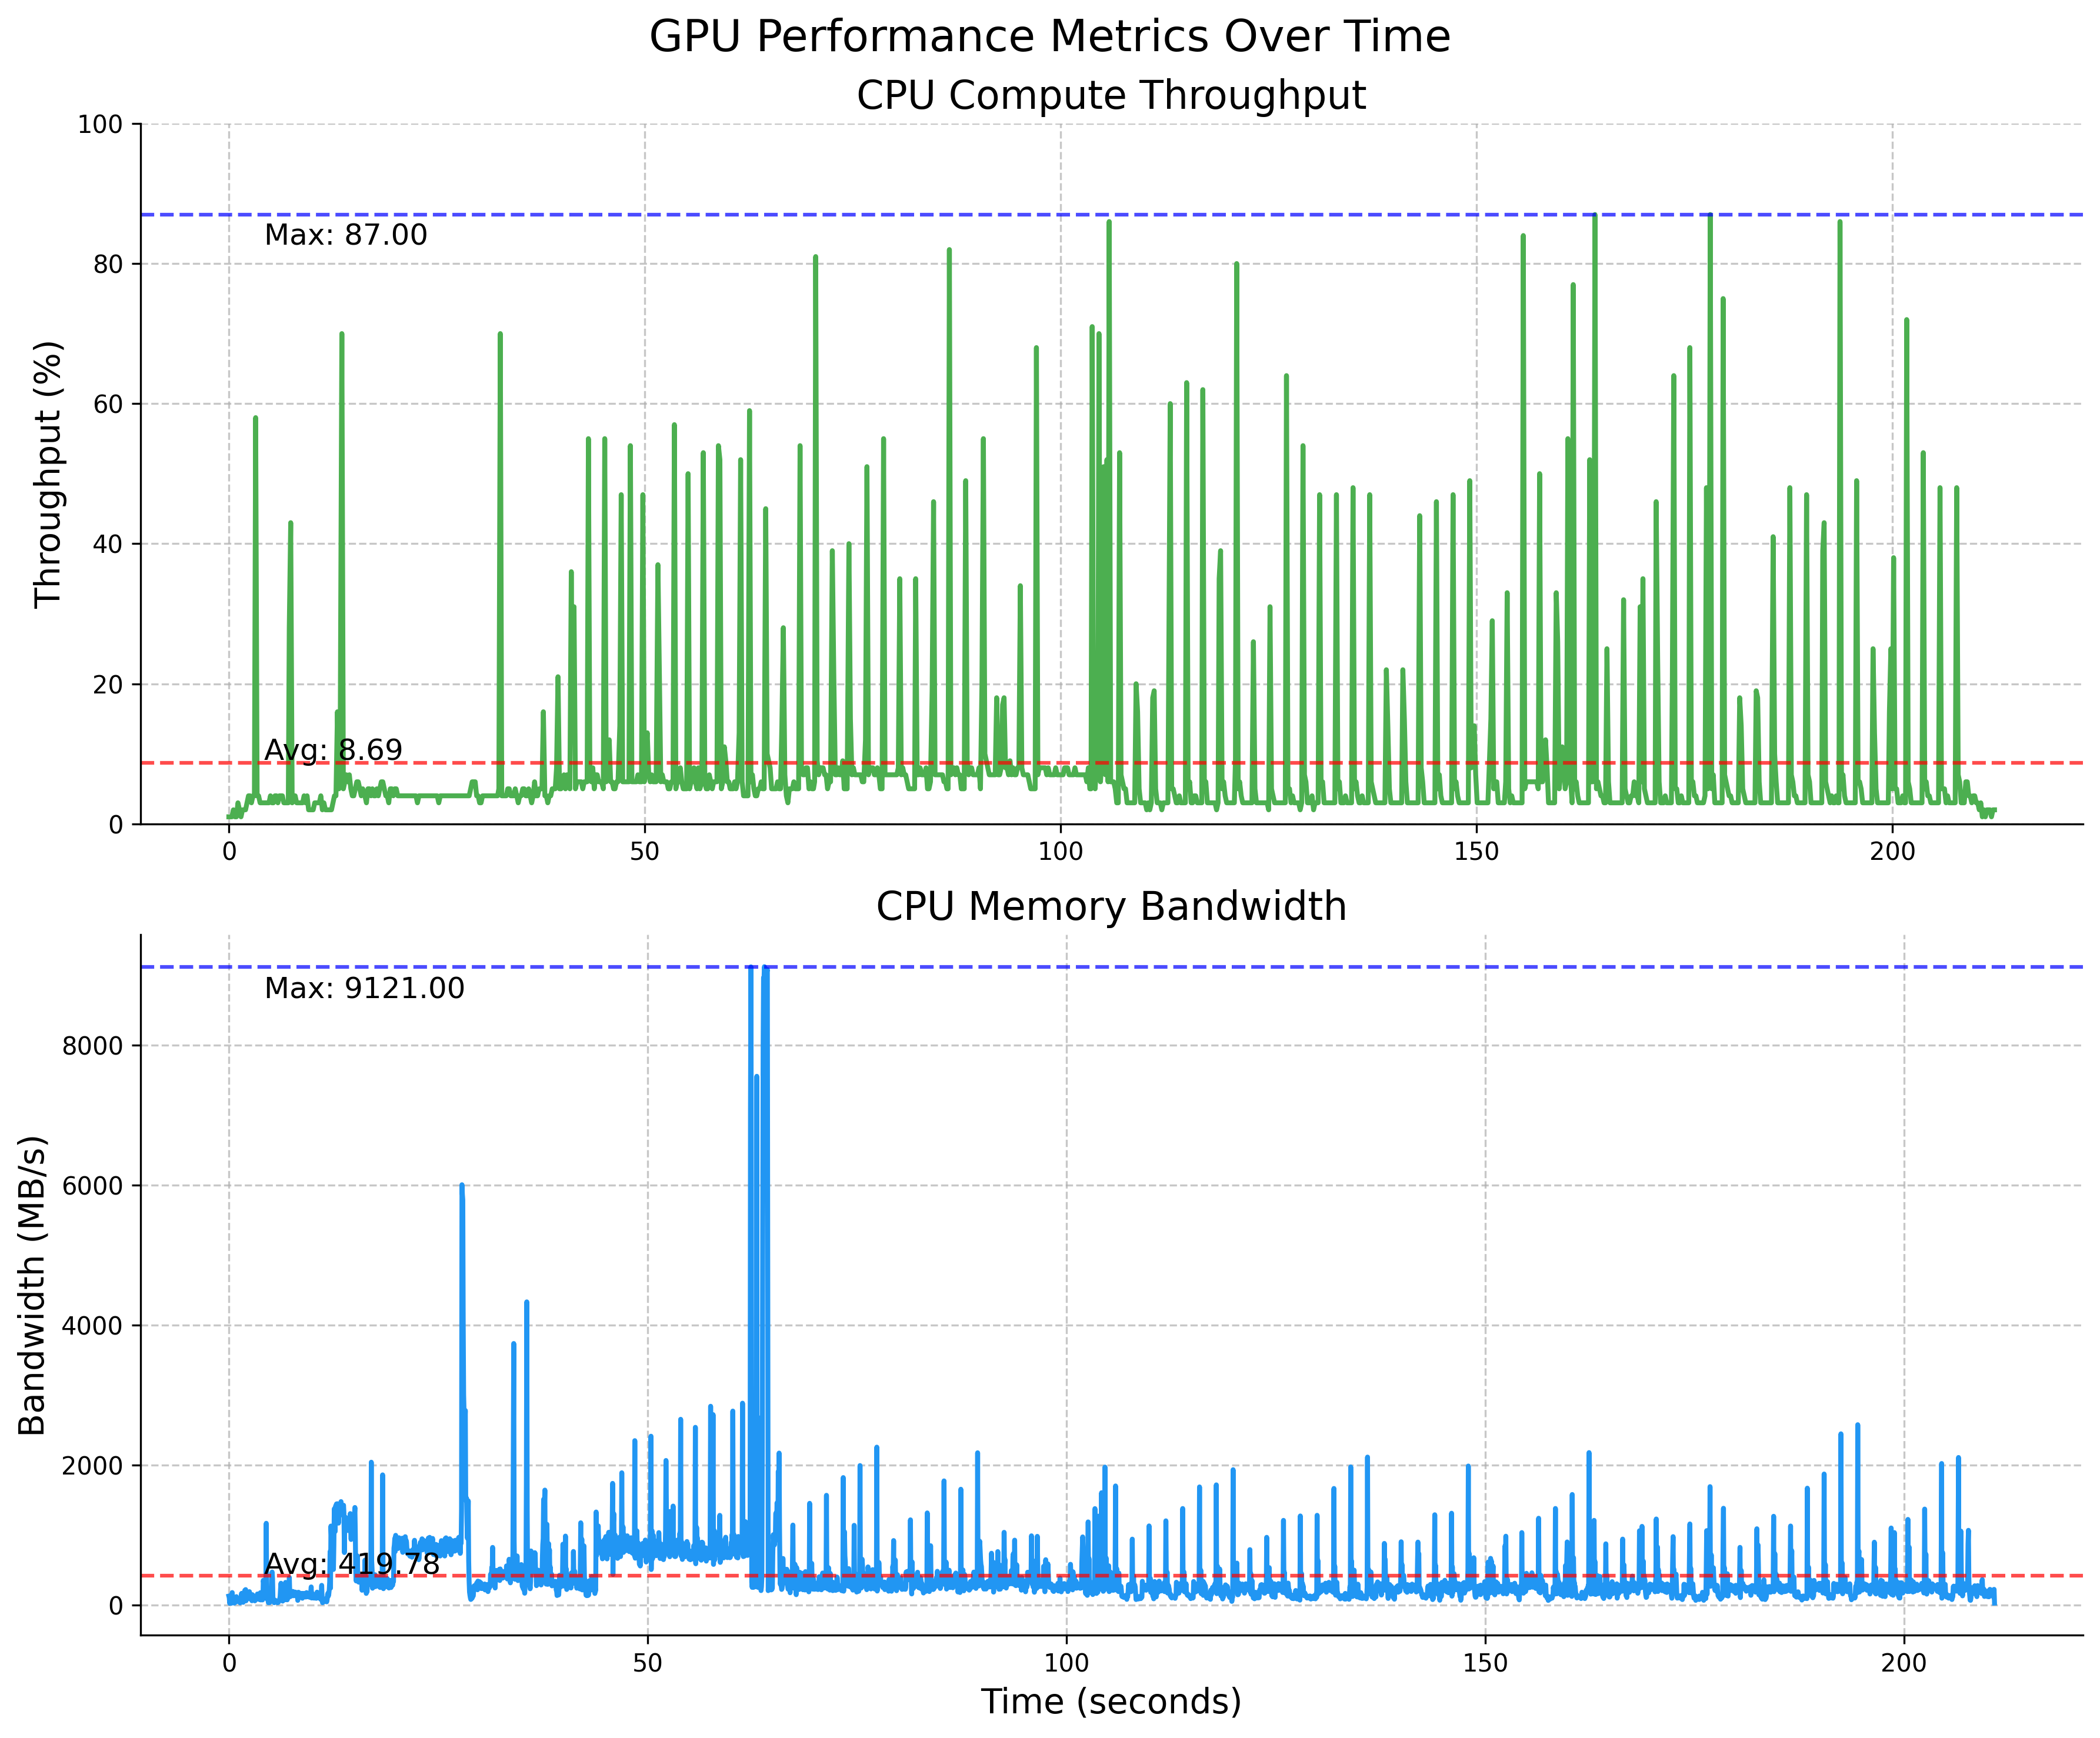 GPU Performance Metrics Over Time
CPU Compute Throughput
Throughput (%)
100
80
60
40
20
0
Max: 87.00
Avg: 8.69
0 50 100 150 200
CPU Memory Bandwidth
Bandwidth (MB/s)
8000
6000
4000
2000
0
Max: 9121.00
Avg: 419.78
0 50 100 150 200
Time (seconds)